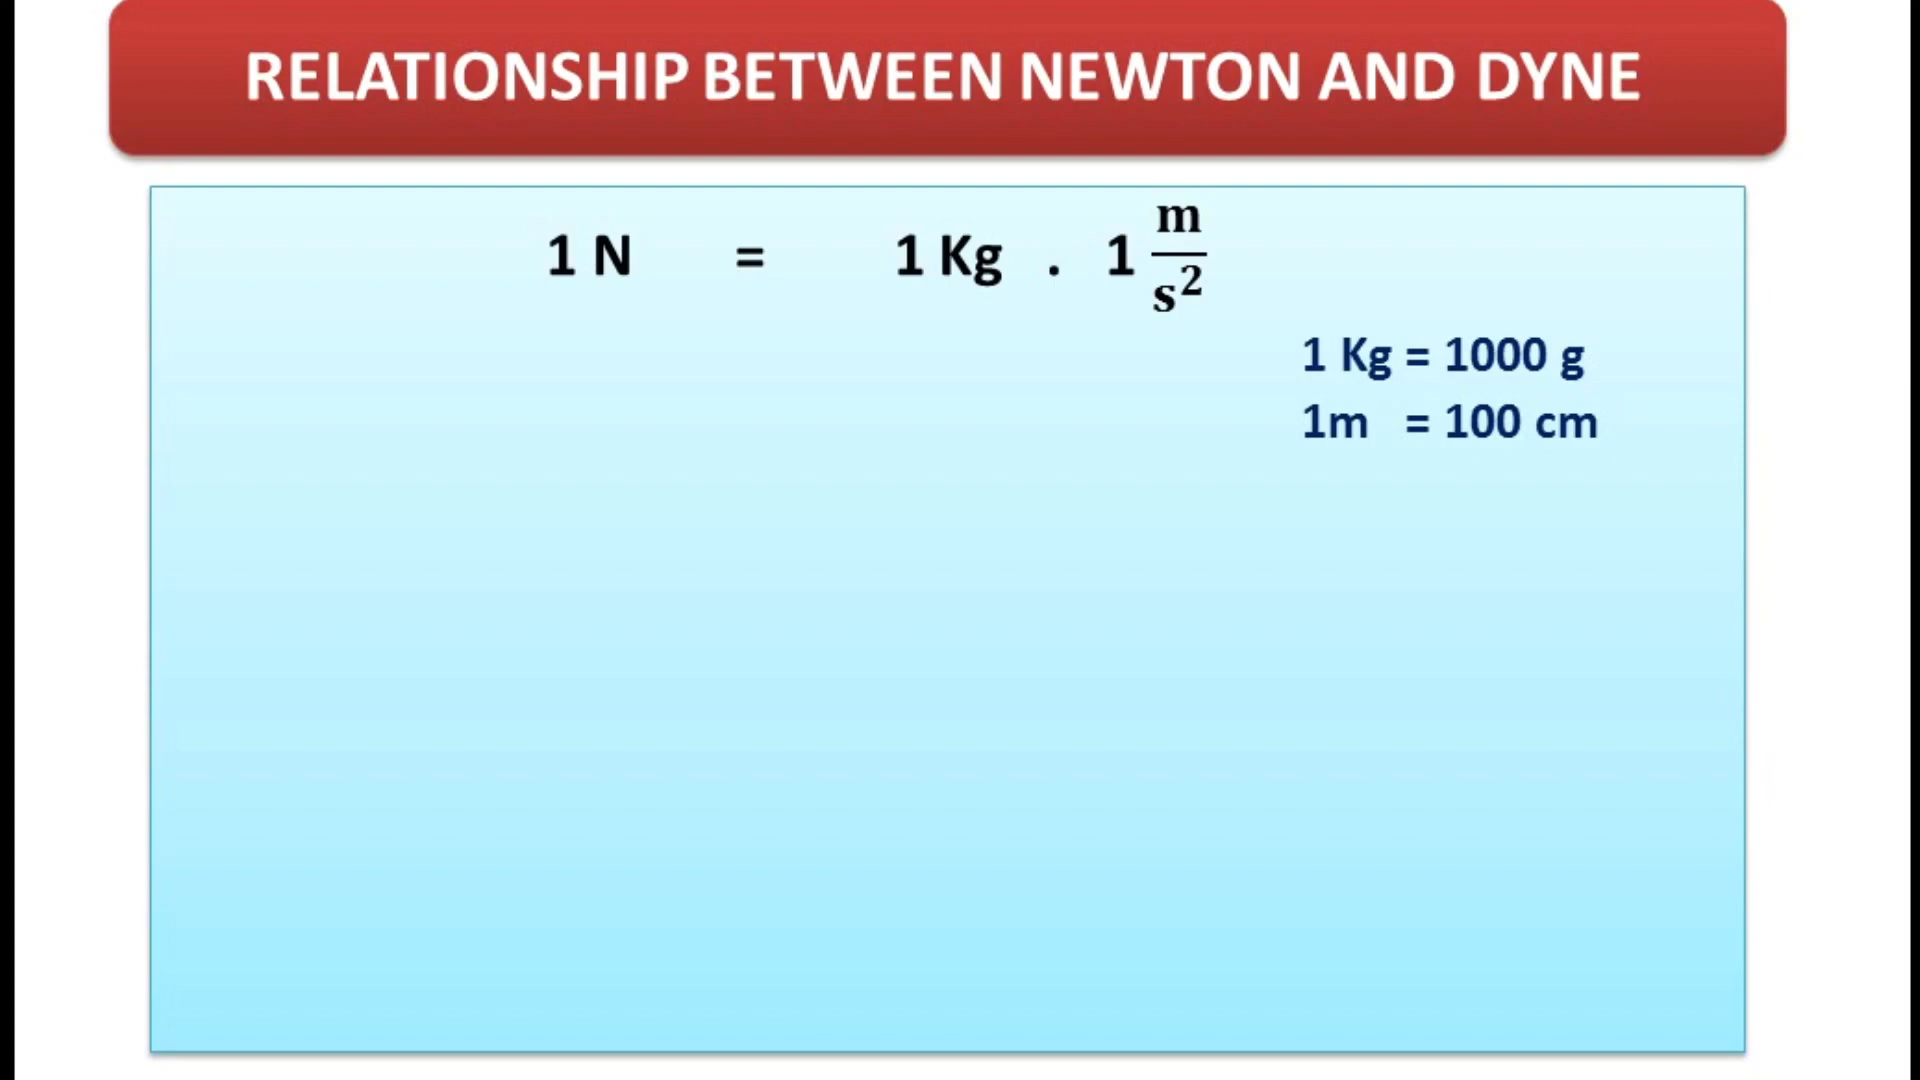 RELATIONSHIP BETWEEN NEWTON AND DYNE
1 N = 1 Kg . 1 m/s²
1 Kg = 1000 g
1m = 100 cm